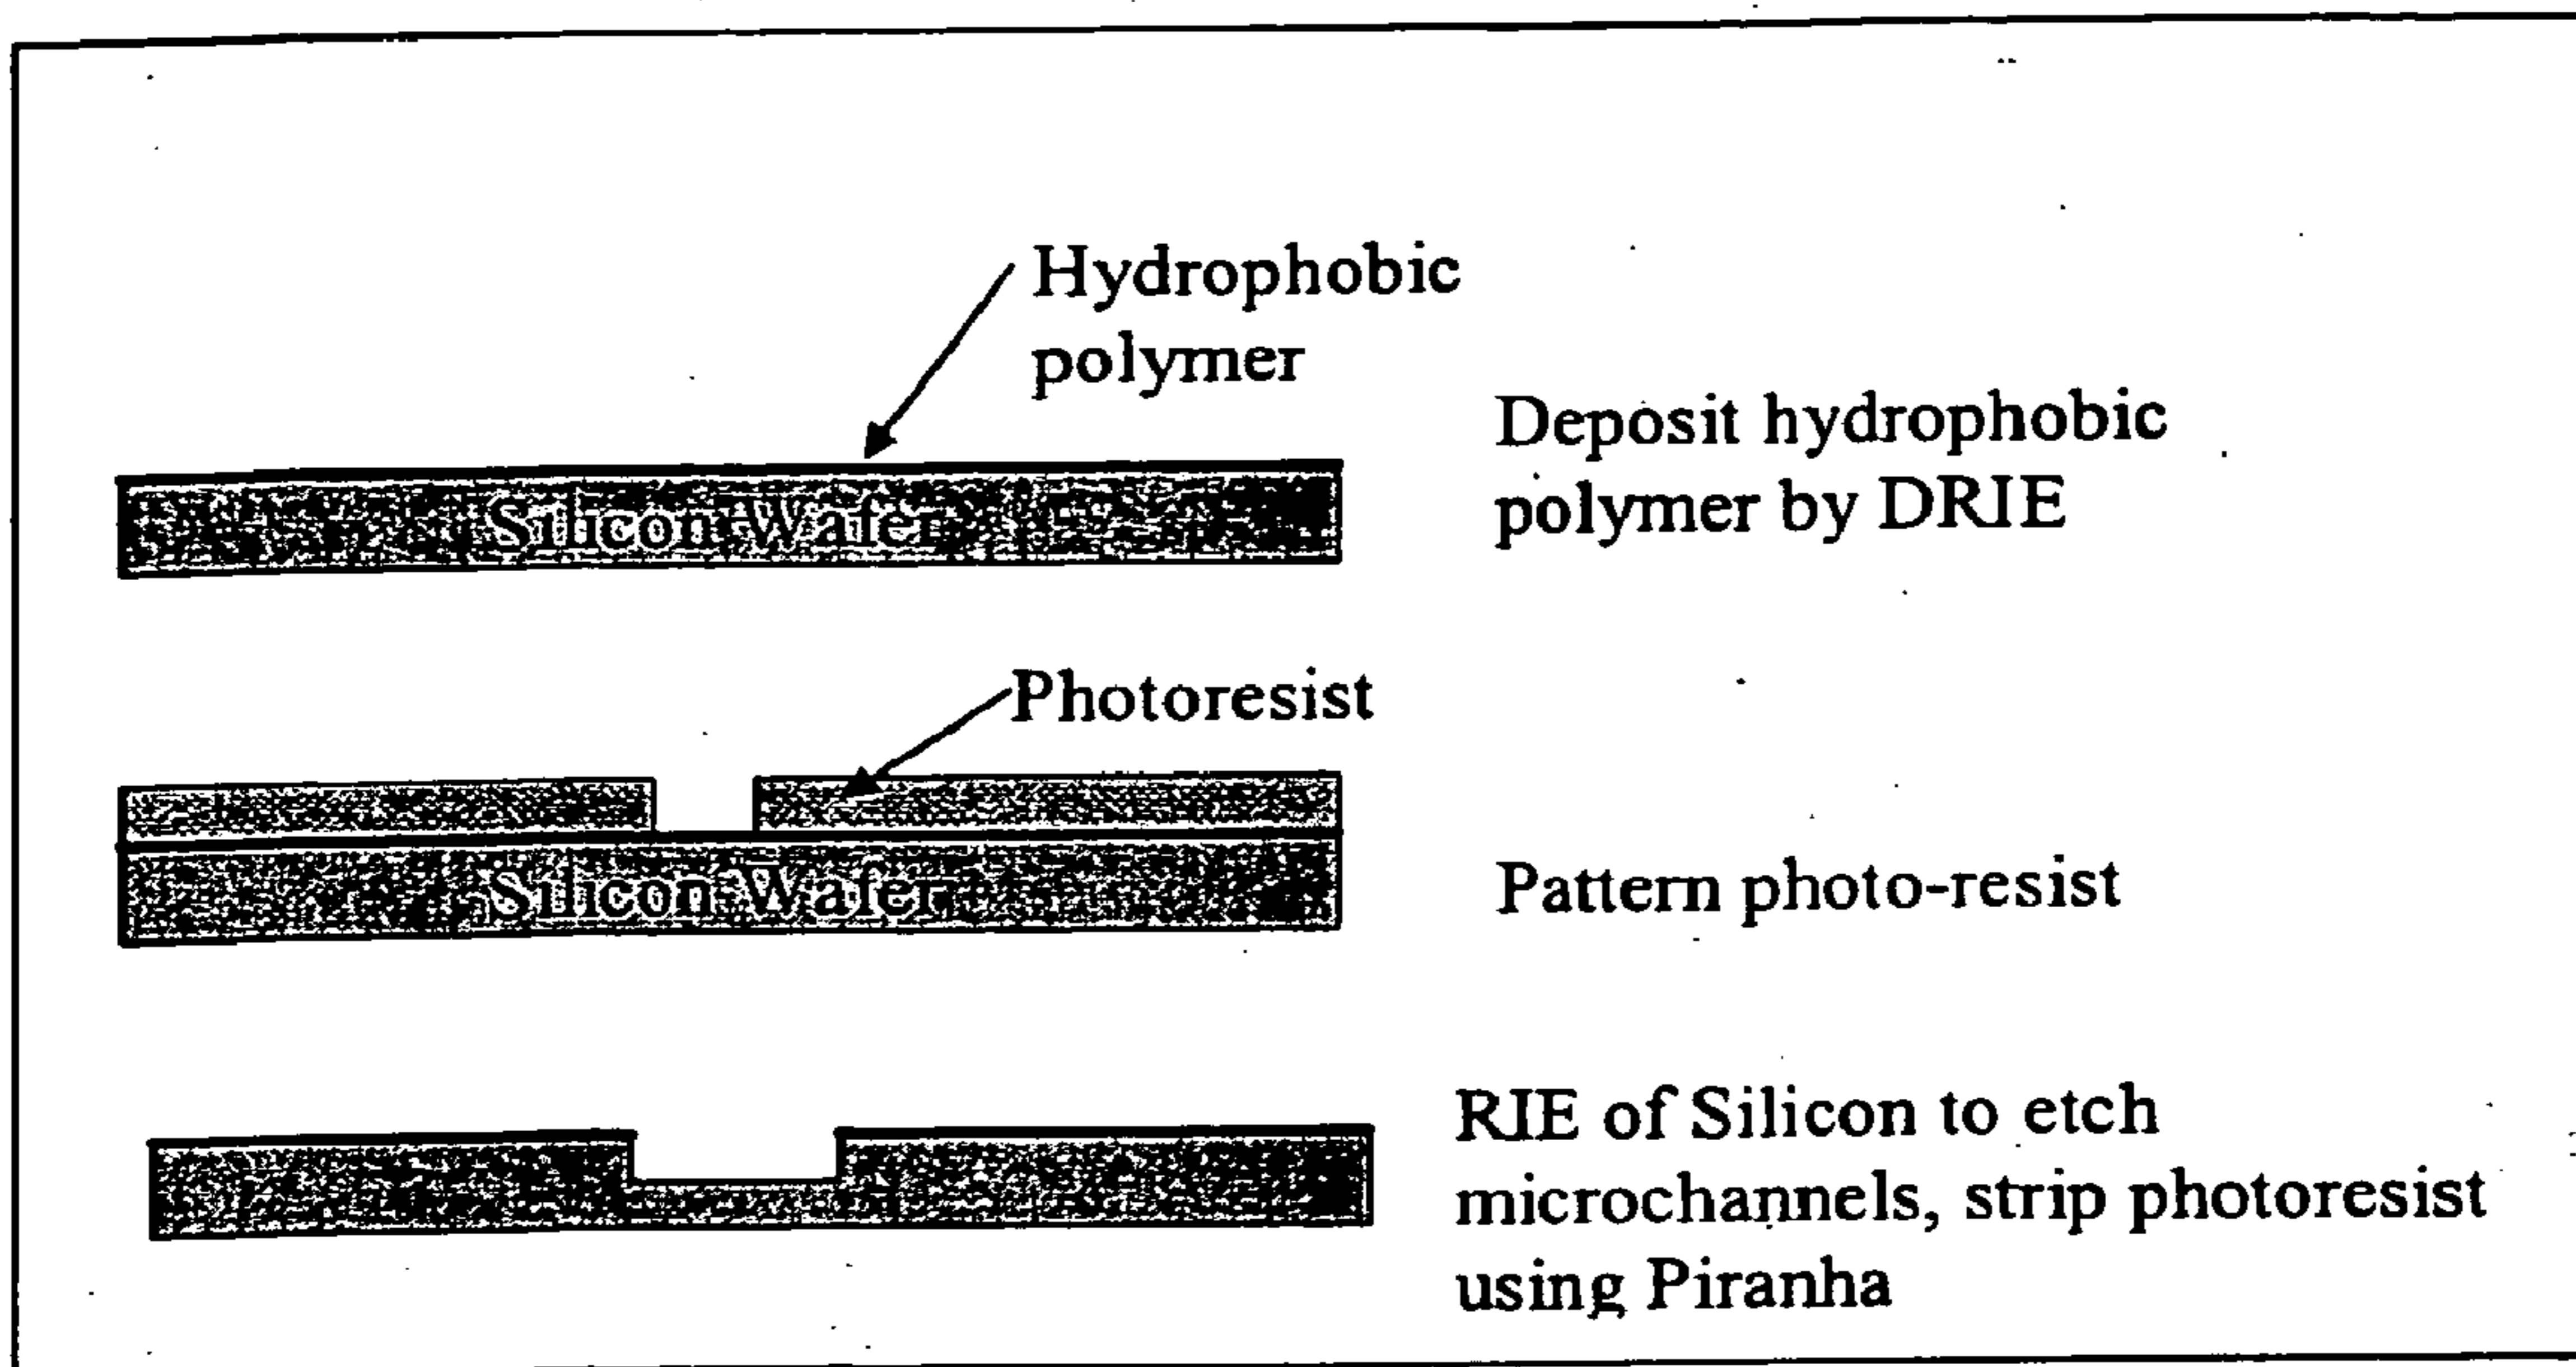 Hydrophobic
polymer
Deposit hydrophobic
polymer by DRIE
Silicon Wafer
Photoresist
Silicon Wafer
Pattern photo-resist
RIE of Silicon to etch
microchannels, strip photoresist
using Piranha